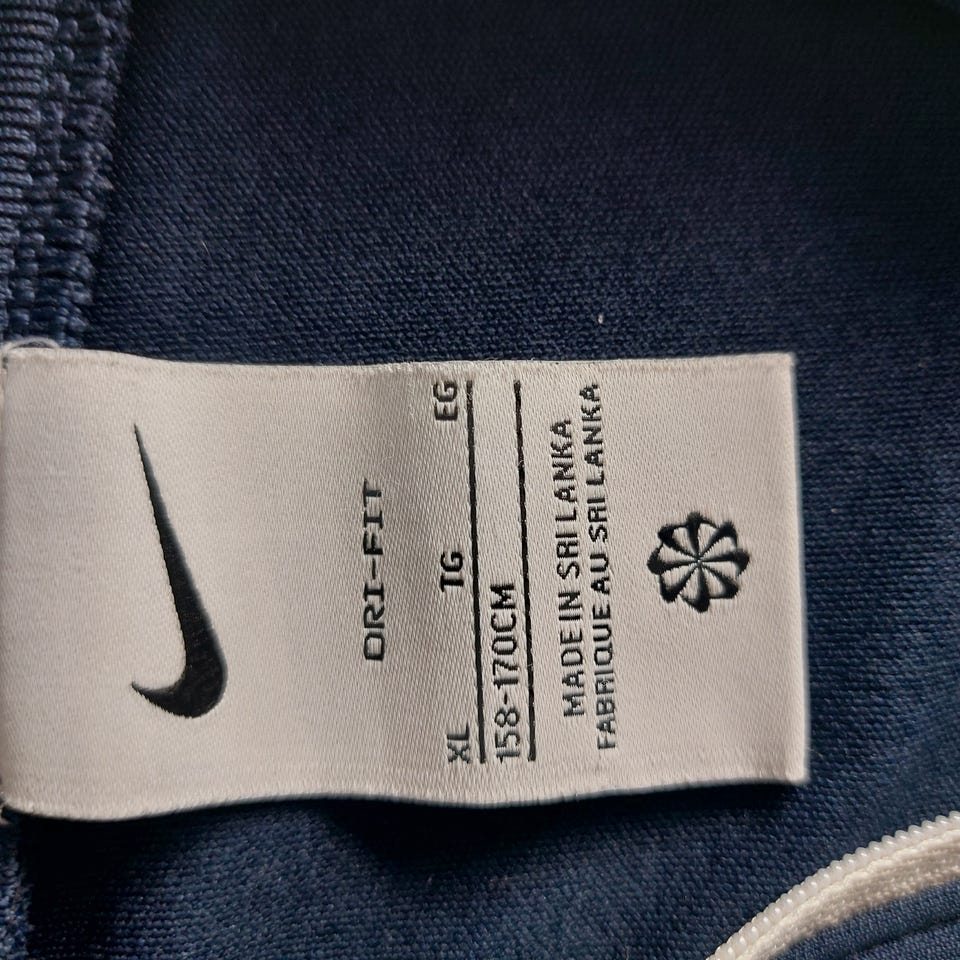 DRI-FIT
XL TG EG
158-170CM
MADE IN SRI LANKA
FABRIQUE AU SRI LANKA